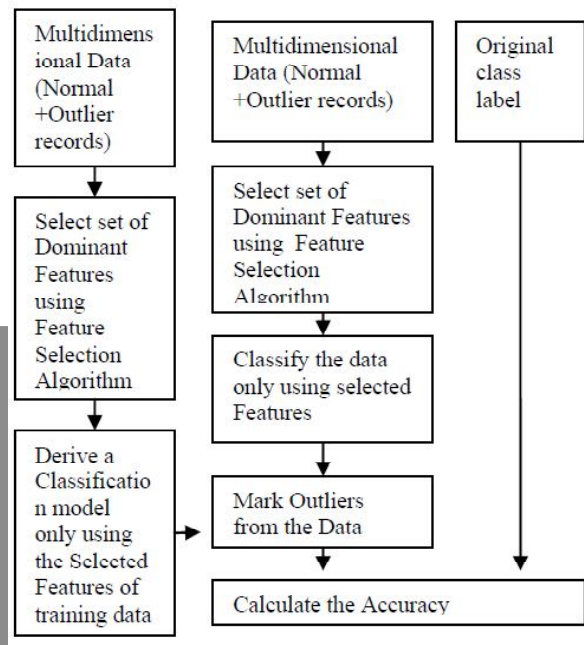 Multidimens
ional Data
(Normal
+Outlier
records)
Select set of
Dominant
Features
using
Feature
Selection
Algorithm
Derive a
Classificatio
n model
only using
the Selected
Features of
training data
Multidimensional
Data (Normal
+Outlier records)
Select set of
Dominant Features
using Feature
Selection
Algorithm
Classify the data
only using selected
Features
Mark Outliers
from the Data
Original
class
label
Calculate the Accuracy